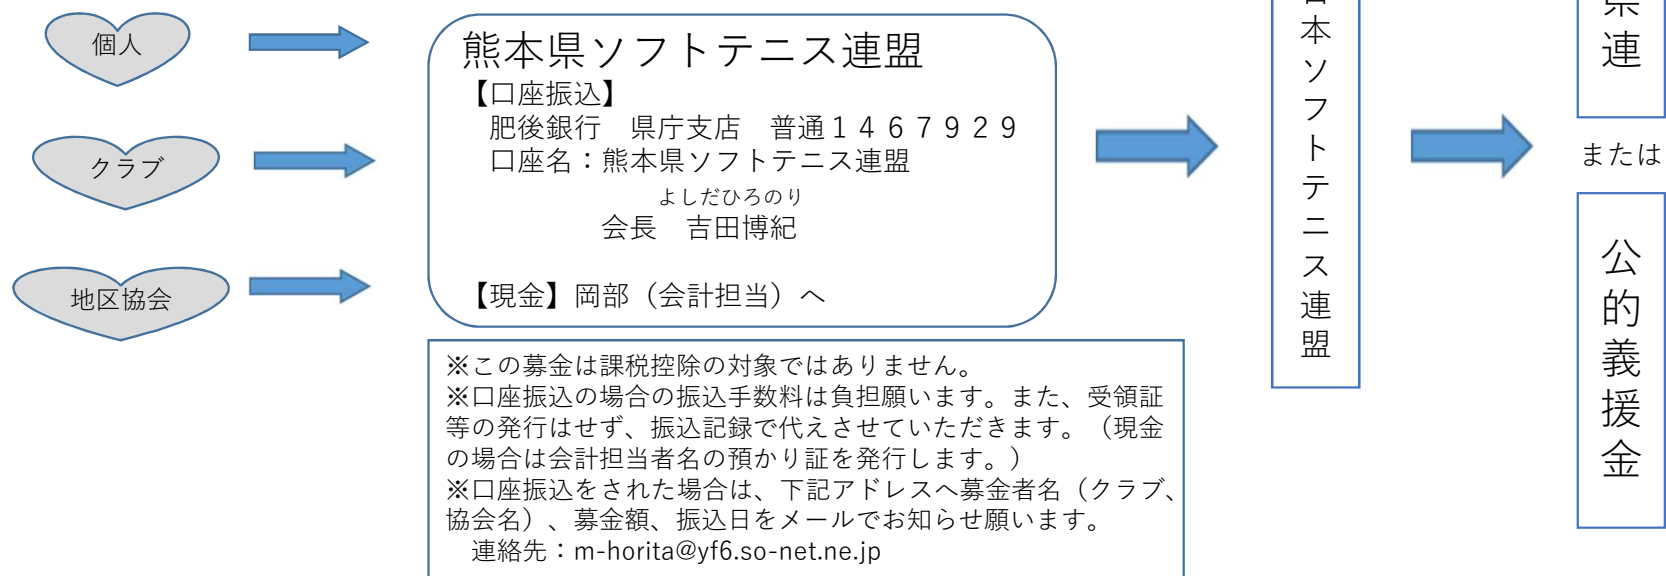 個人
クラブ
地区協会
熊本県ソフトテニス連盟
【口座振込】
肥後銀行 県庁支店 普通1467929
口座名:熊本県ソフトテニス連盟
よしだひろのり
会長 吉田博紀
【現金】岡部(会計担当)へ
※この募金は課税控除の対象ではありません。
※口座振込の場合の振込手数料は負担願います。また、受領証
等の発行はせず、振込記録で代えさせていただきます。(現金
の場合は会計担当者名の預かり証を発行します。)
※口座振込をされた場合は、下記アドレスへ募金者名(クラブ、
協会名)、募金額、振込日をメールでお知らせ願います。
連絡先:m-horita@yf6.so-net.ne.jp
本ソフトテニス連盟
連
または
公的義援金